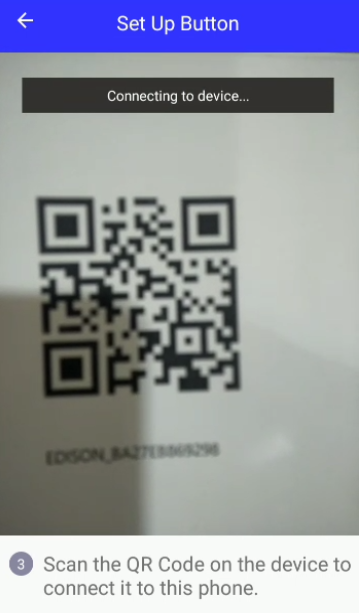 Set Up Button
Connecting to device...
EDISON_BA27EB869298
3 Scan the QR Code on the device to
connect it to this phone.